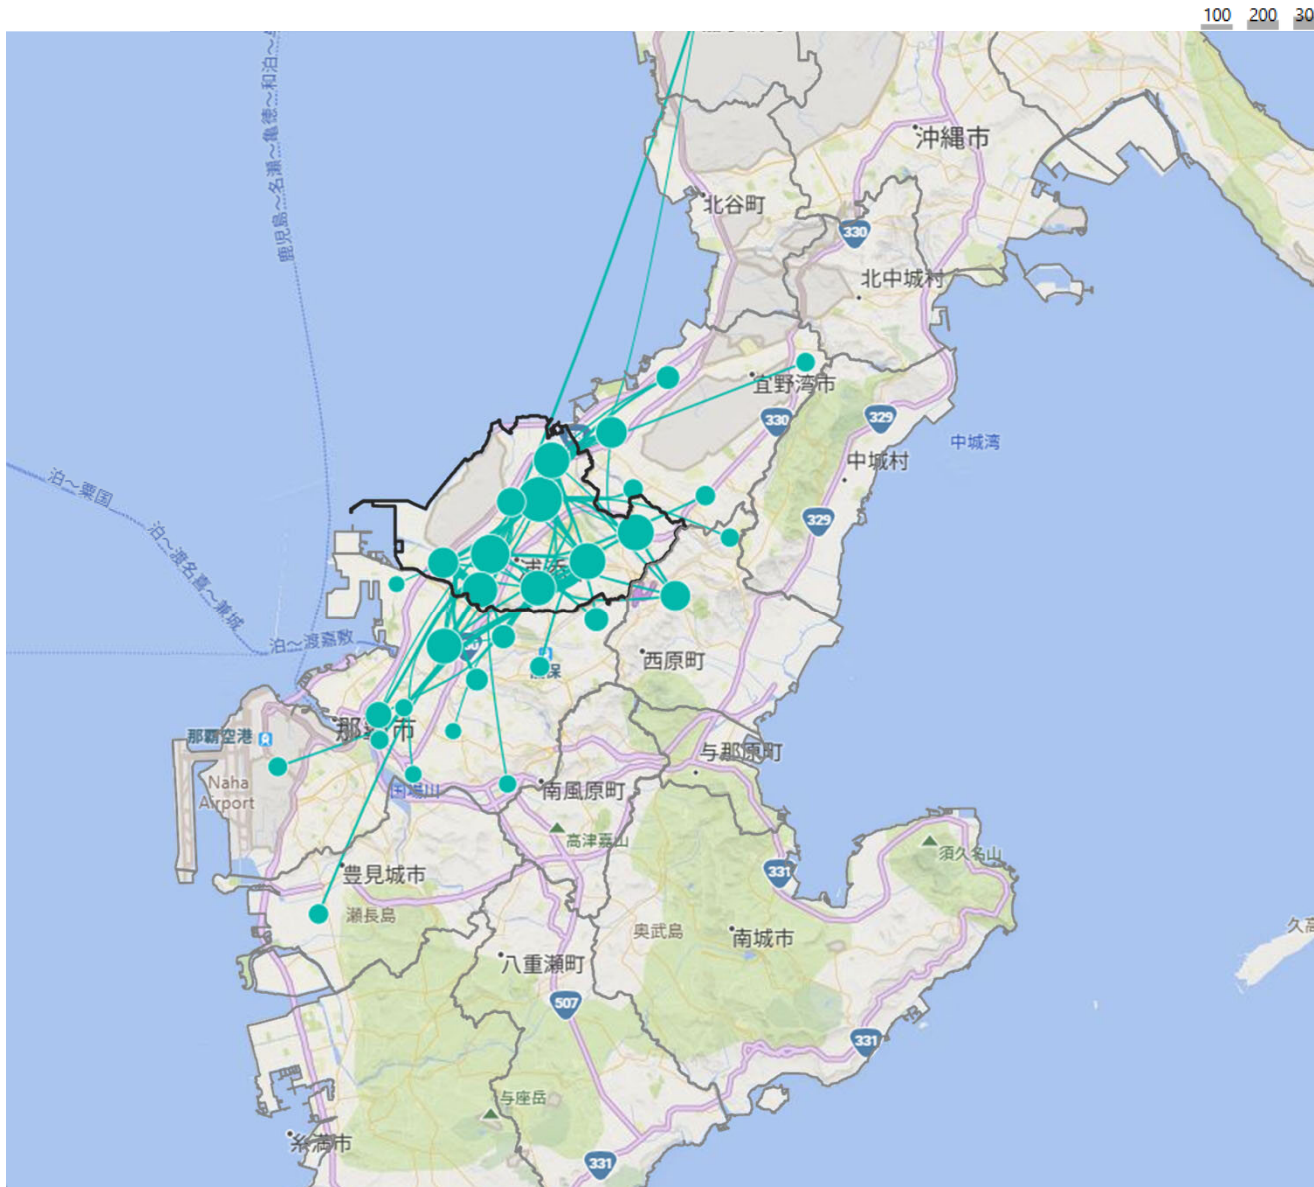 100 200 30
沖縄市
鹿児島～名瀬～亀徳～和泊～
北谷町
330
北中城村
宜野湾市
330
329
中城湾
中城村
泊～粟国
329
泊～渡名喜～兼城
泊～渡嘉敷
西原町
那覇空港
与那原町
Naha
Airport
国場川
南風原町
高津嘉山
須久名山
豊見城市
331
瀬長島
奥武島
南城市
八重瀬町
507
331
与座岳
糸満市
331